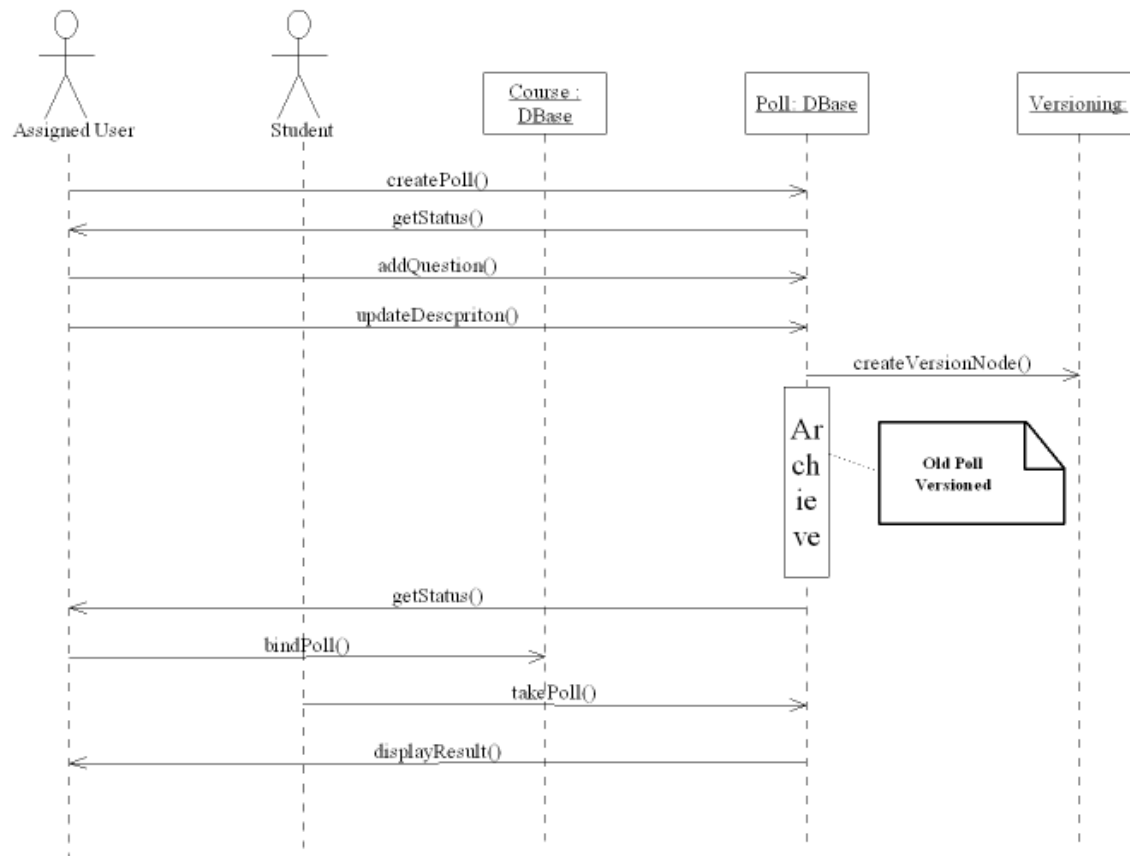 Assigned User
Student
Course :
DBase
Poll: DBase
Versioning:
createPoll()
getStatus()
addQuestion()
updateDescpriton()
createVersionNode()
Ar
ch
ie
ve
Old Poll
Versioned
getStatus()
bindPoll()
takePoll()
displayResult()